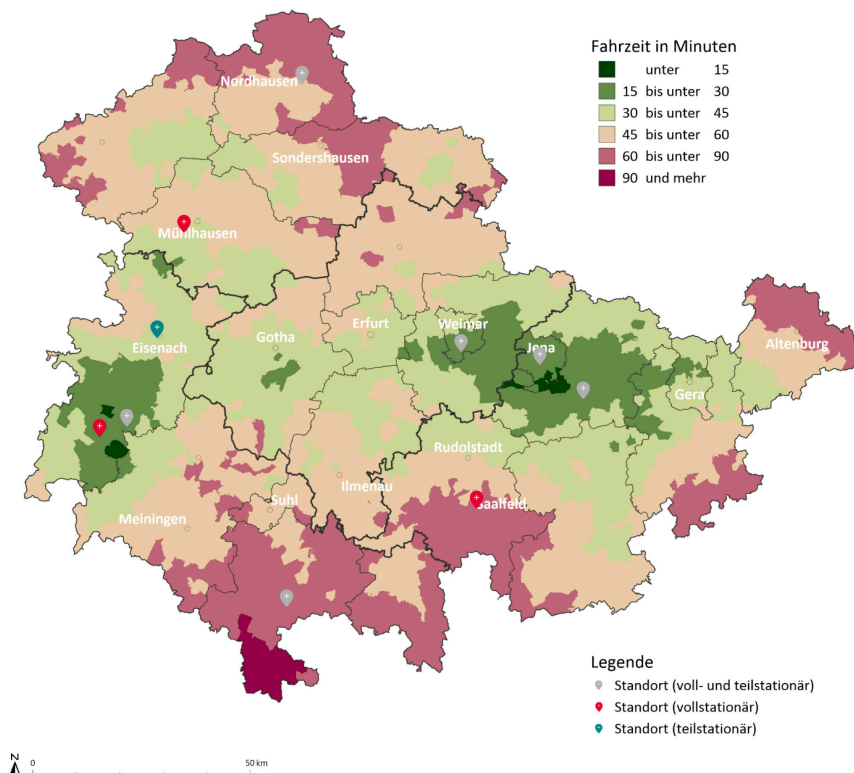 Fahrzeit in Minuten
unter 15
15 bis unter 30
30 bis unter 45
45 bis unter 60
60 bis unter 90
90 und mehr
Nordhausen
Sondershausen
Mühlhausen
Eisenach
Gotha
Erfurt
Weimar
Jena
Gera
Altenburg
Rudolstadt
Saalfeld
Ilmenau
Suhl
Meiningen
Legende
Standort (voll- und teilstationär)
Standort (vollstationär)
Standort (teilstationär)
N
0 50 km